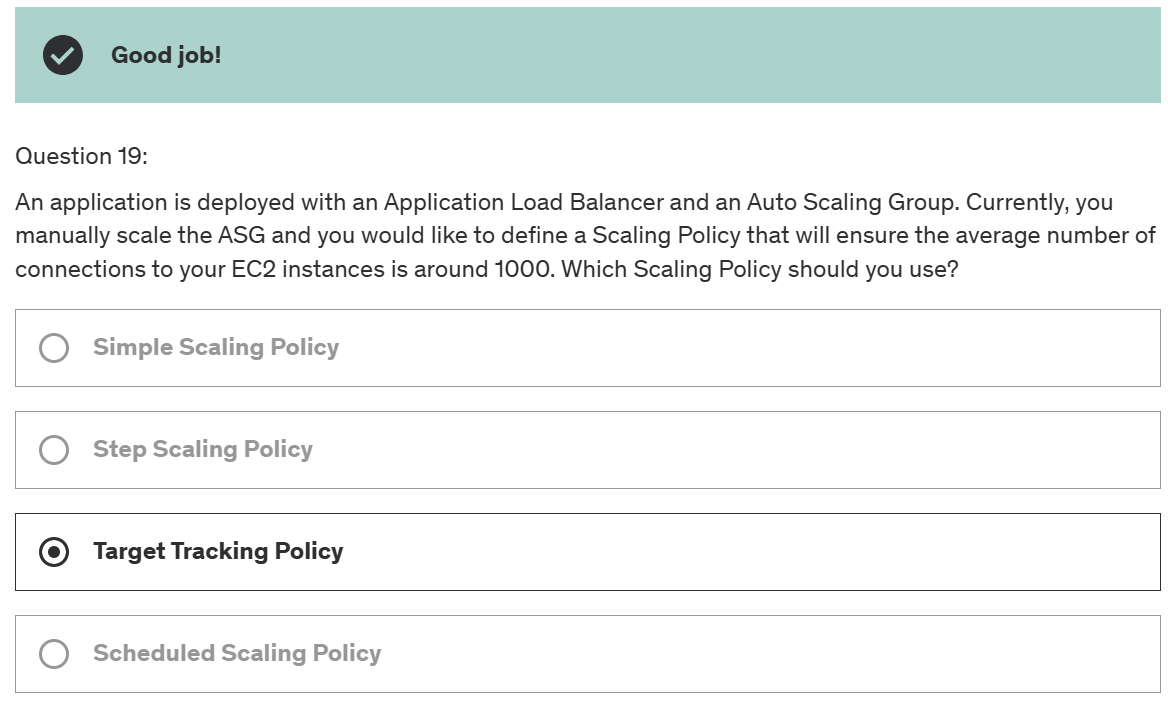 Good job!
Question 19:
An application is deployed with an Application Load Balancer and an Auto Scaling Group. Currently, you
manually scale the ASG and you would like to define a Scaling Policy that will ensure the average number of
connections to your EC2 instances is around 1000. Which Scaling Policy should you use?
Simple Scaling Policy
Step Scaling Policy
Target Tracking Policy
Scheduled Scaling Policy